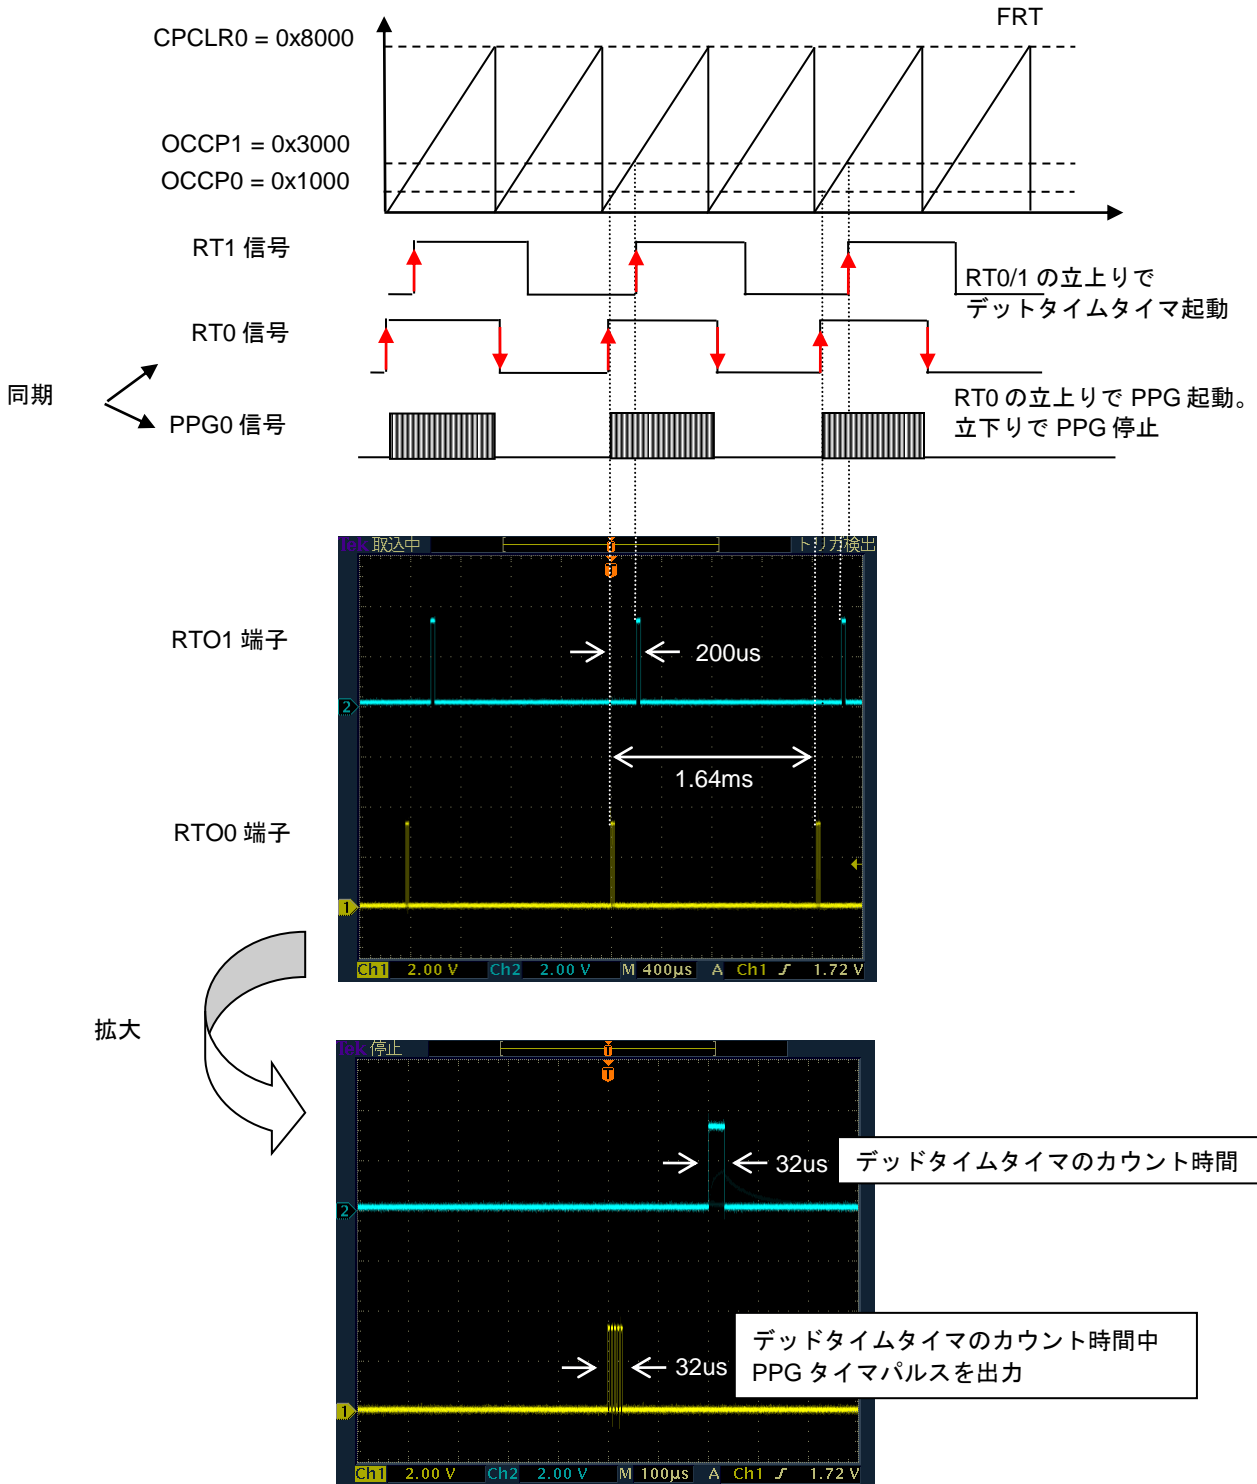 FRT
CPCLR0 = 0x8000
OCCP1 = 0x3000
OCCP0 = 0x1000
RT1 信号
RT0/1 の立上りで
デットタイムタイマ起動
RT0 信号
同期
RT0 の立上りで PPG 起動。
立下りで PPG 停止
PPG0 信号
Tek 取込中
トリガ検出
T
RTO1 端子
200us
2
1.64ms
RTO0 端子
1
Ch1 2.00 V Ch2 2.00 V M 400μs A Ch1 1.72 V
拡大
Tek 停止
T
32us
デッドタイムタイマのカウント時間
2
デッドタイムタイマのカウント時間中
PPG タイマパルスを出力
32us
1
Ch1 2.00 V Ch2 2.00 V M 100μs A Ch1 1.72 V